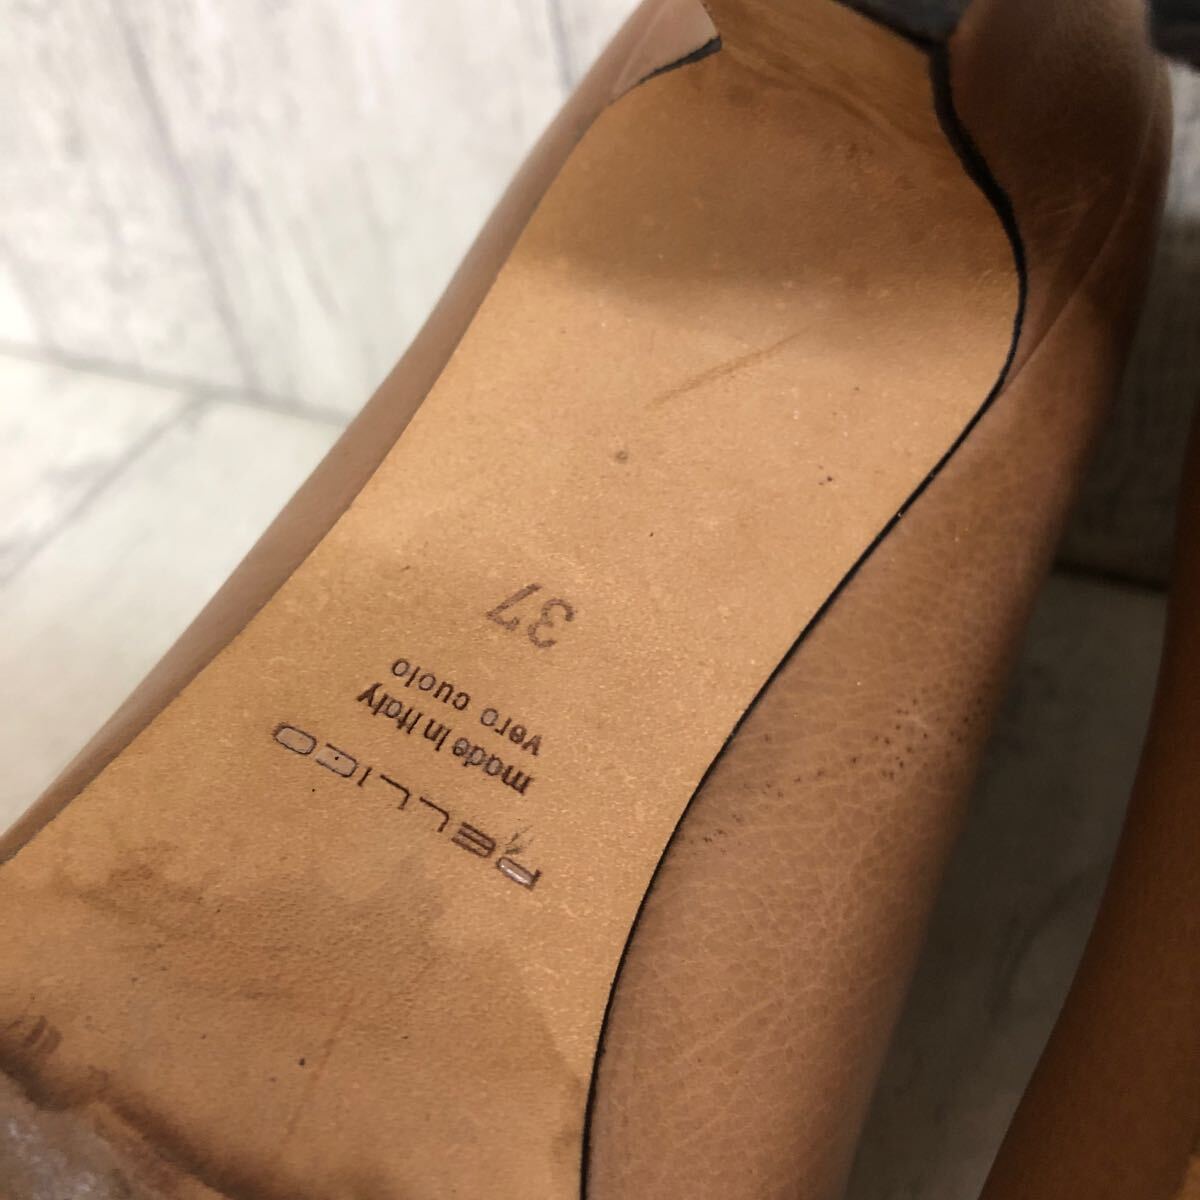 PELLICO
made in Italy
vero cuoio
37